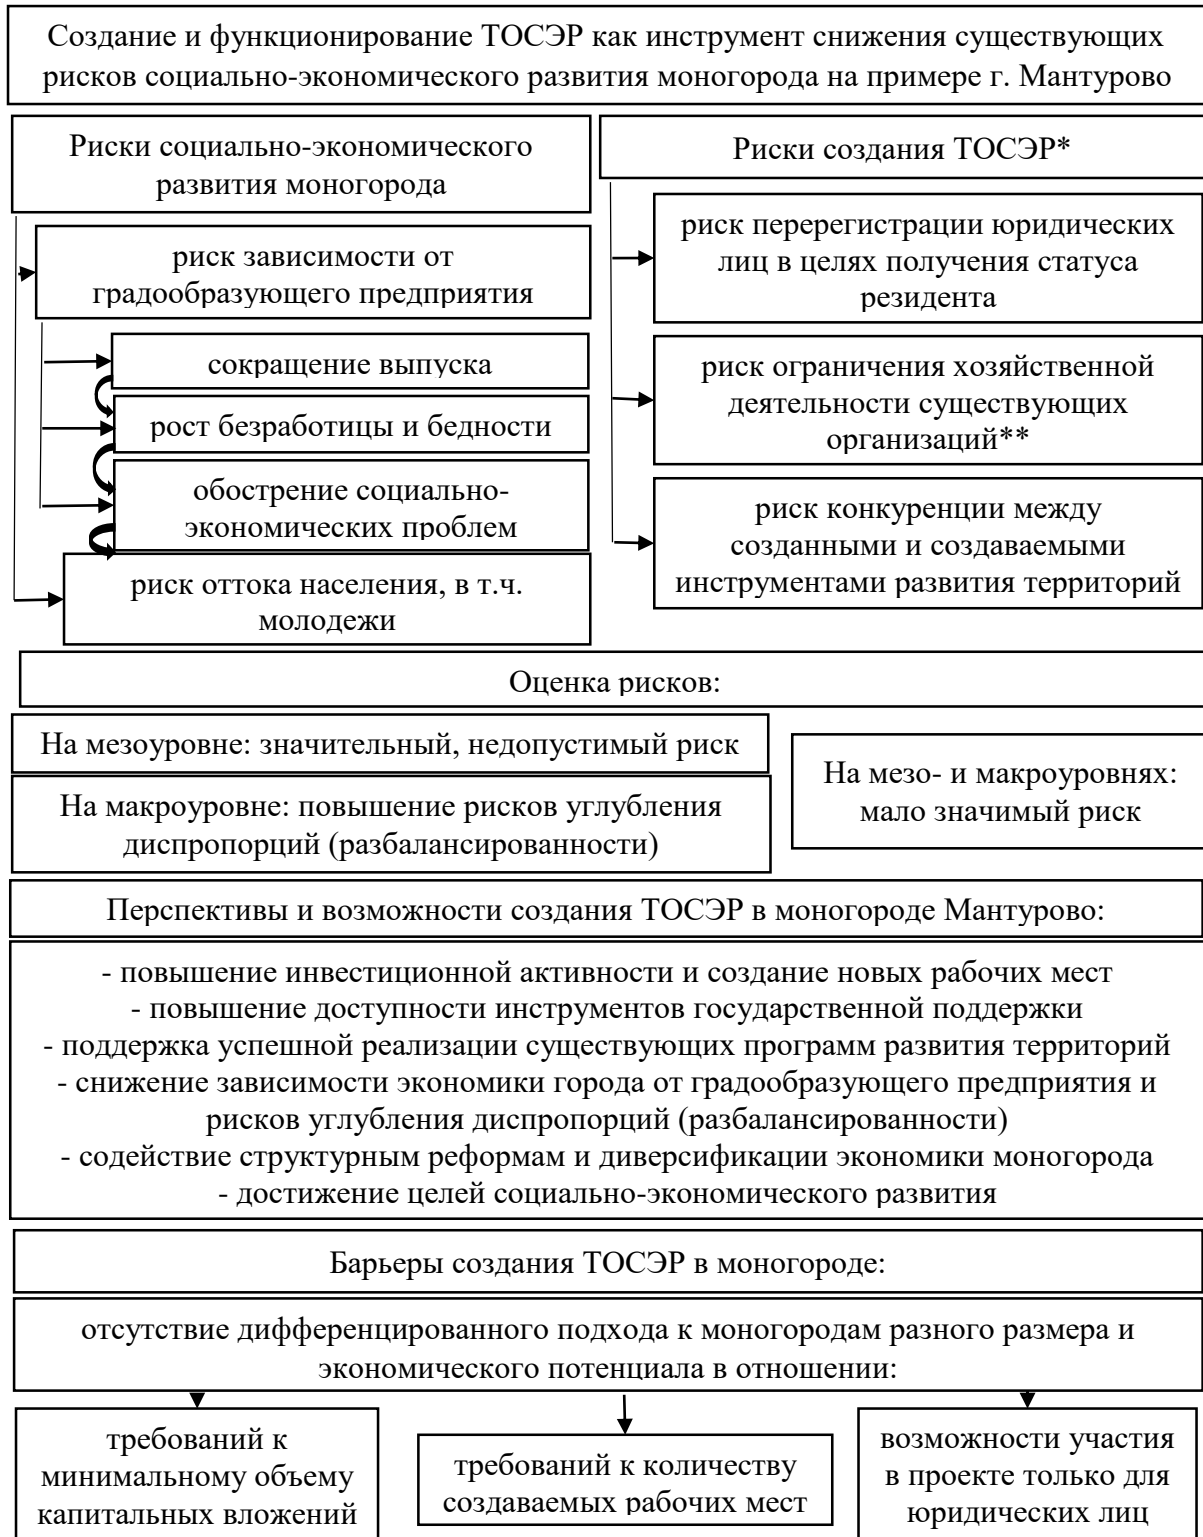 Создание и функционирование ТОСЭР как инструмент снижения существующих
рисков социально-экономического развития моногорода на примере г. Мантурово
Риски социально-экономического
развития моногорода
риск зависимости от
градообразующего предприятия
сокращение выпуска
рост безработицы и бедности
обострение социально-
экономических проблем
риск оттока населения, в т.ч.
молодежи
Риски создания ТОСЭР*
риск перерегистрации юридических
лиц в целях получения статуса
резидента
риск ограничения хозяйственной
деятельности существующих
организаций**
риск конкуренции между
созданными и создаваемыми
инструментами развития территорий
Оценка рисков:
На мезоуровне: значительный, недопустимый риск
На макроуровне: повышение рисков углубления
диспропорций (разбалансированности)
На мезо- и макроуровнях:
мало значимый риск
Перспективы и возможности создания ТОСЭР в моногороде Мантурово:
- повышение инвестиционной активности и создание новых рабочих мест
- повышение доступности инструментов государственной поддержки
- поддержка успешной реализации существующих программ развития территорий
- снижение зависимости экономики города от градообразующего предприятия и
рисков углубления диспропорций (разбалансированности)
- содействие структурным реформам и диверсификации экономики моногорода
- достижение целей социально-экономического развития
Барьеры создания ТОСЭР в моногороде:
отсутствие дифференцированного подхода к моногородам разного размера и
экономического потенциала в отношении:
требований к
минимальному объему
капитальных вложений
требований к количеству
создаваемых рабочих мест
возможности участия
в проекте только для
юридических лиц